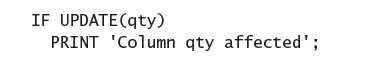 IF UPDATE(qty)
PRINT 'Column qty affected';